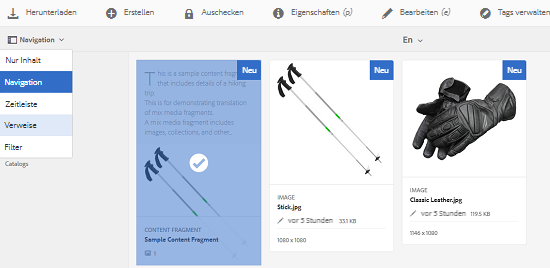 Herunterladen
Erstellen
Auschecken
Eigenschaften (p)
Bearbeiten (e)
Tags verwalten
Navigation
En
Nur Inhalt
Navigation
Zeitleiste
Verweise
Filter
Catalogs
Neu
This is a sample content fragment
that includes details of a hiking
trip.
This is for demonstrating translation
of mix media fragments.
A mix media fragment includes
images, collections, and other..
CONTENT FRAGMENT
Sample Content Fragment
1
Neu
IMAGE
Stick.jpg
vor 5 Stunden 33.1 KB
1080 x 1080
Neu
IMAGE
Classic Leather.jpg
vor 5 Stunden 119.5 KB
1146 x 1080